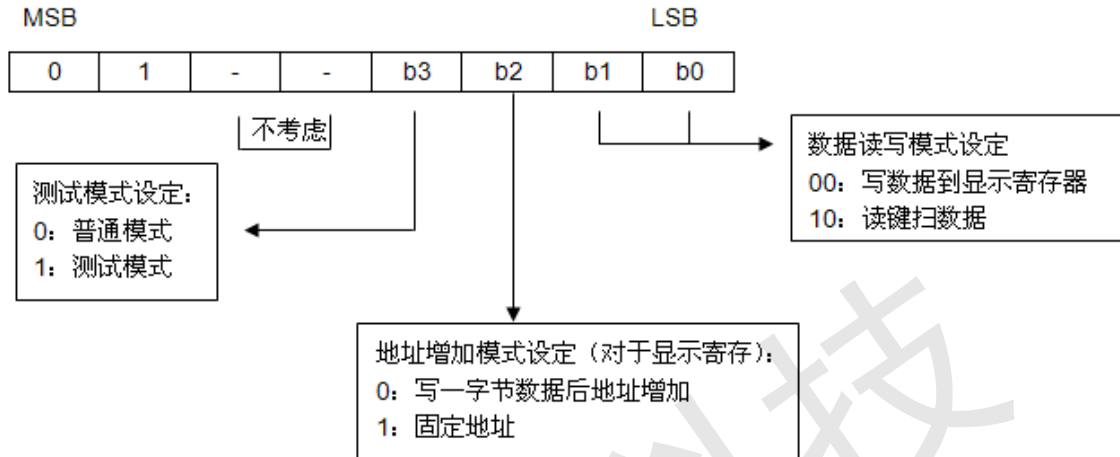 MSB LSB
0 1 - - b3 b2 b1 b0
不考虑
数据读写模式设定
00：写数据到显示寄存器
10：读键扫数据
测试模式设定：
0：普通模式
1：测试模式
地址增加模式设定（对于显示寄存）：
0：写一字节数据后地址增加
1：固定地址
科技